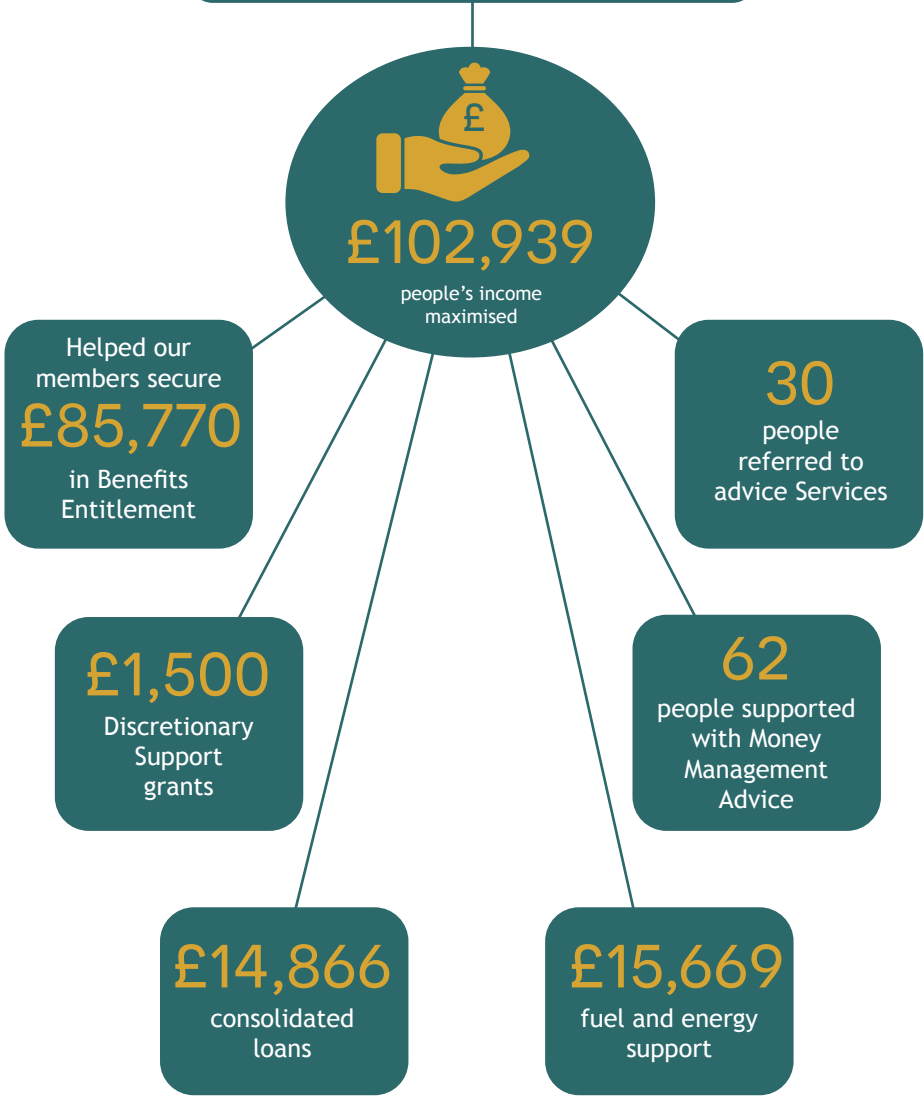 £
£102,939
people's income
maximised
Helped our
members secure
£85,770
in Benefits
Entitlement
30
people
referred to
advice Services
£1,500
Discretionary
Support
grants
62
people supported
with Money
Management
Advice
£14,866
consolidated
loans
£15,669
fuel and energy
support